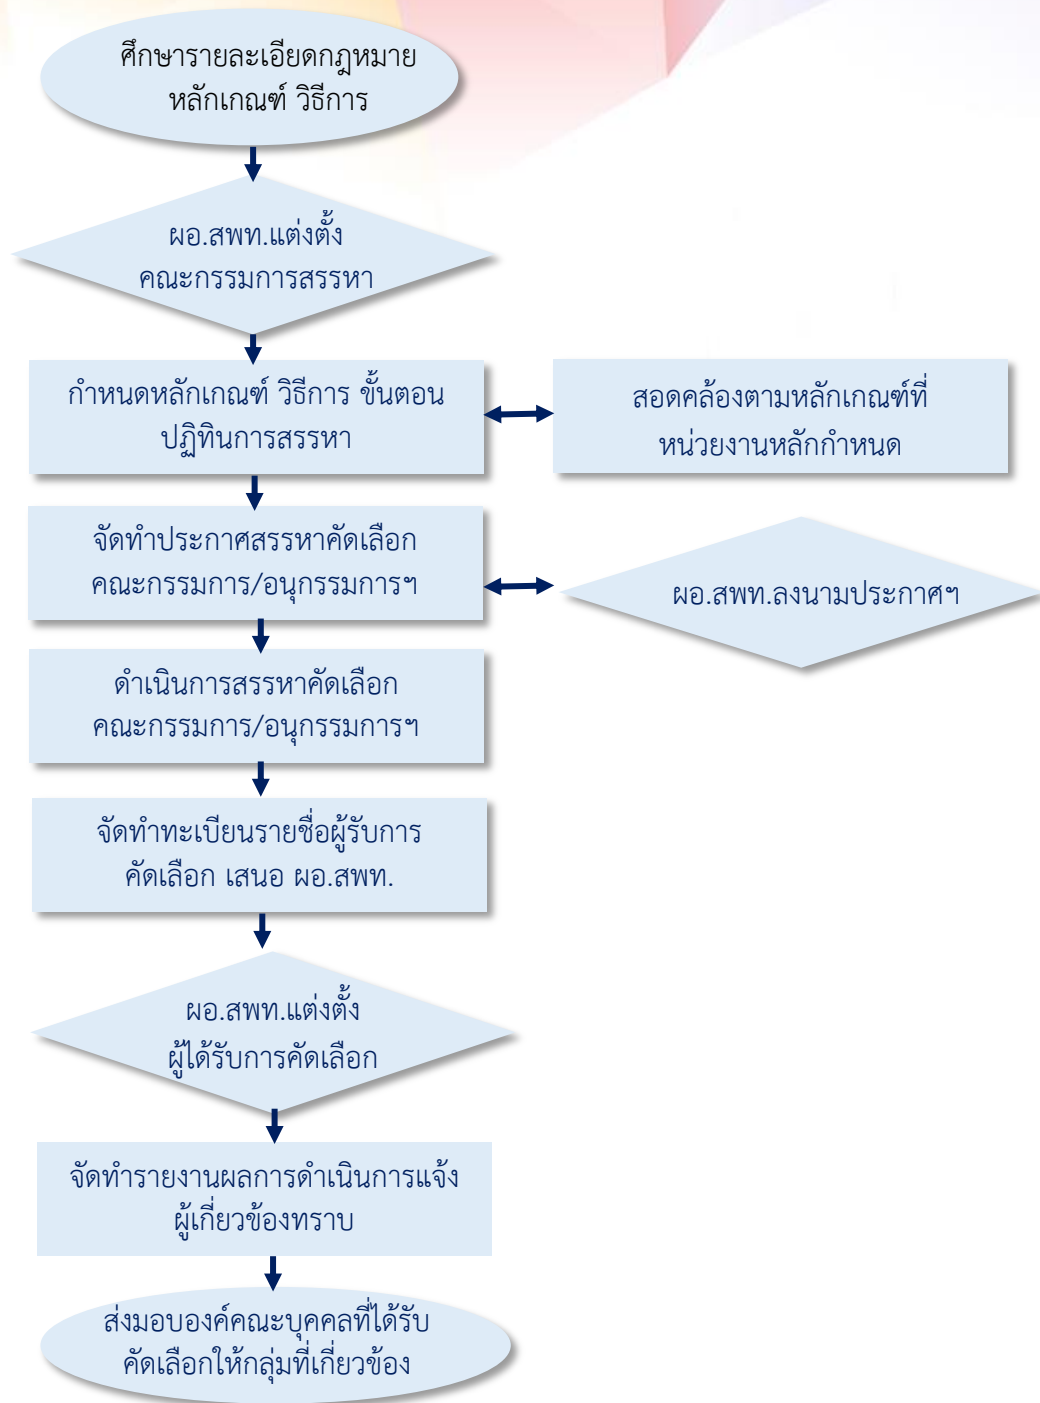 ศึกษารายละเอียดกฎหมาย
หลักเกณฑ์ วิธีการ
ผอ.สพท.แต่งตั้ง
คณะกรรมการสรรหา
กำหนดหลักเกณฑ์ วิธีการ ขั้นตอน
ปฏิทินการสรรหา
สอดคล้องตามหลักเกณฑ์ที่
หน่วยงานหลักกำหนด
จัดทำประกาศสรรหาคัดเลือก
คณะกรรมการ/อนุกรรมการฯ
ผอ.สพท.ลงนามประกาศฯ
ดำเนินการสรรหาคัดเลือก
คณะกรรมการ/อนุกรรมการฯ
จัดทำทะเบียนรายชื่อผู้รับการ
คัดเลือก เสนอ ผอ.สพท.
ผอ.สพท.แต่งตั้ง
ผู้ได้รับการคัดเลือก
จัดทำรายงานผลการดำเนินการแจ้ง
ผู้เกี่ยวข้องทราบ
ส่งมอบองค์คณะบุคคลที่ได้รับ
คัดเลือกให้กลุ่มที่เกี่ยวข้อง